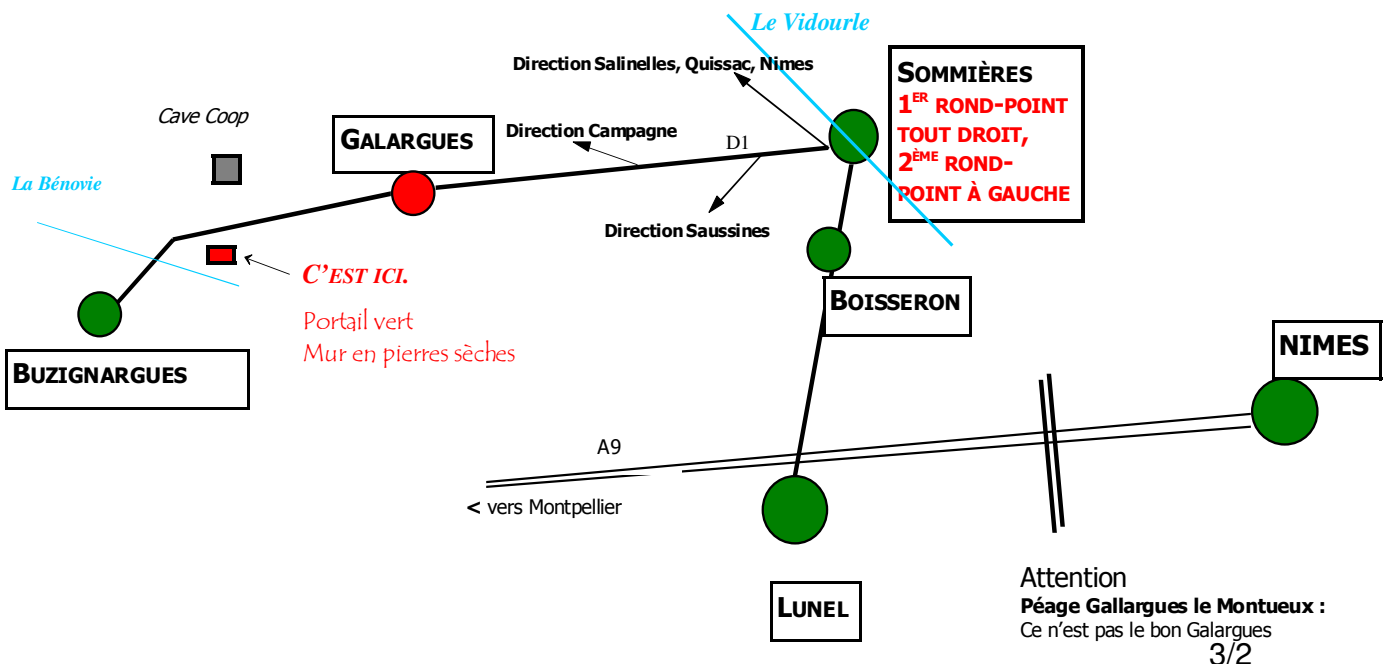 Le Vidourle
Direction Salinelles, Quissac, Nimes
SOMMIÈRES
1ER ROND-POINT
TOUT DROIT,
2ÈME ROND-
POINT À GAUCHE
Cave Coop
GALARGUES
Direction Campagne
D1
La Bénovie
Direction Saussines
C'EST ICI.
Portail vert
Mur en pierres sèches
BOISSERON
BUZIGNARGUES
NIMES
A9
< vers Montpellier
LUNEL
Attention
Péage Gallargues le Montueux :
Ce n'est pas le bon Galargues
3/2